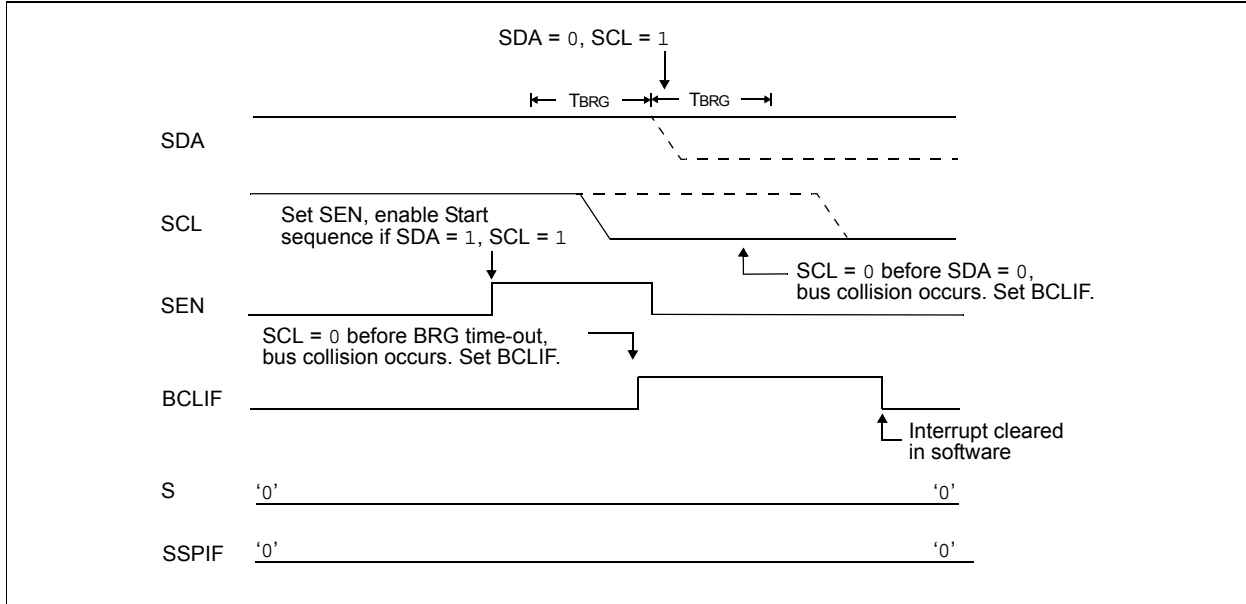 SDA = 0, SCL = 1
TBRG TBRG
SDA
SCL
Set SEN, enable Start
sequence if SDA = 1, SCL = 1
SCL = 0 before SDA = 0,
bus collision occurs. Set BCLIF.
SEN
SCL = 0 before BRG time-out,
bus collision occurs. Set BCLIF.
BCLIF
Interrupt cleared
in software
S
‘0’ ‘0’
SSPIF
‘0’ ‘0’